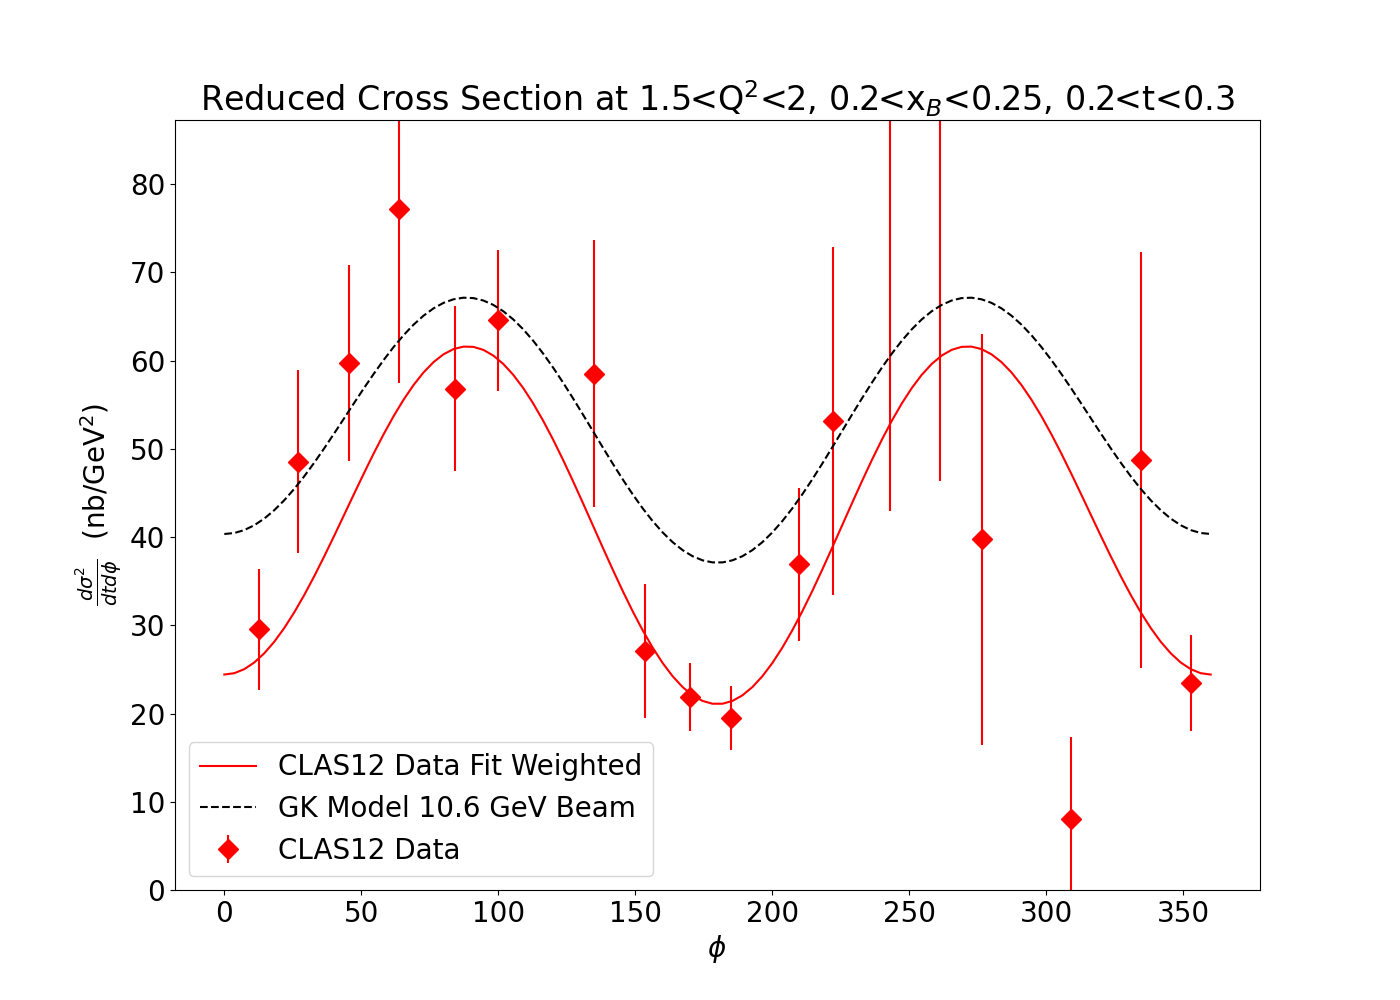 Reduced Cross Section at 1.5<Q²<2, 0.2<x_B<0.25, 0.2<t<0.3
80
70
60
50
40
30
20
10
0
dσ²/dtdϕ (nb/GeV²)
CLAS12 Data Fit Weighted
GK Model 10.6 GeV Beam
CLAS12 Data
0 50 100 150 200 250 300 350
ϕ